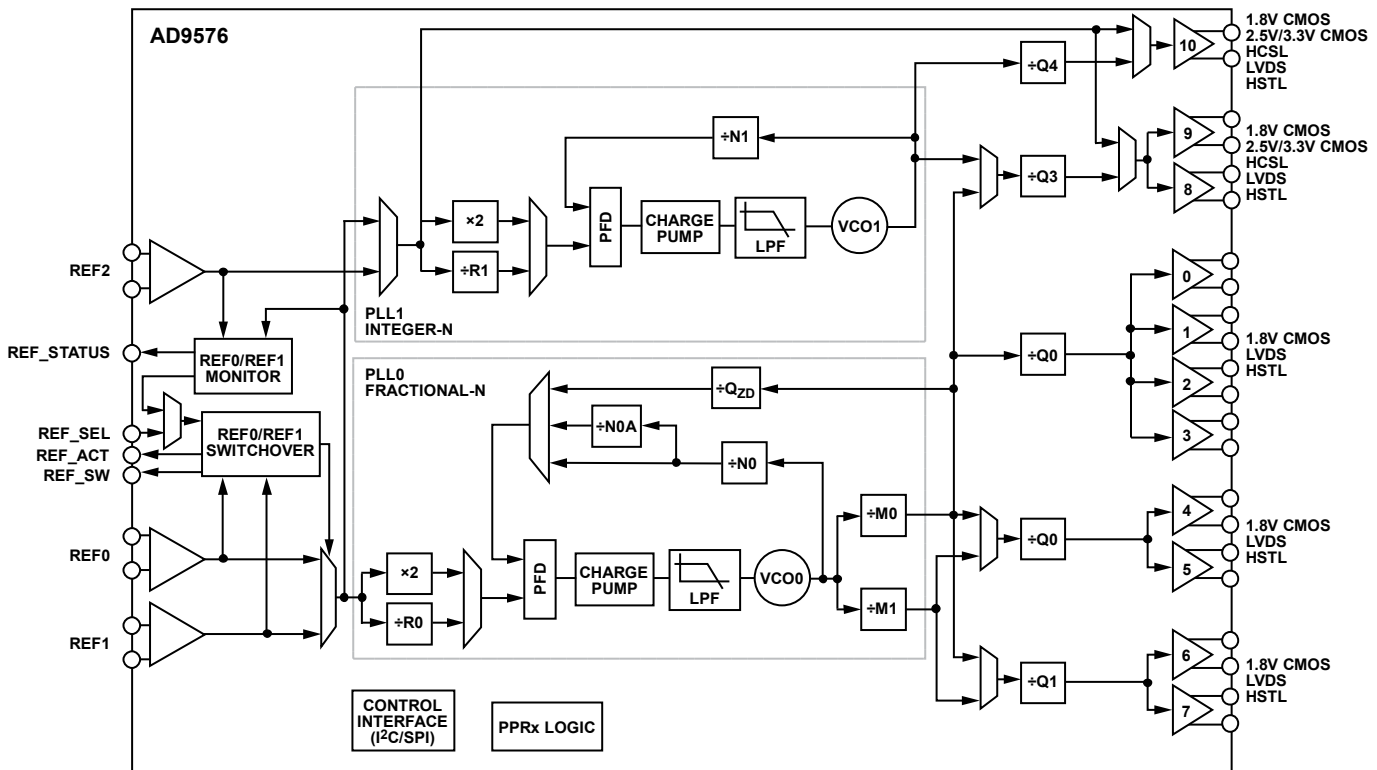 AD9576
1.8V CMOS
2.5V/3.3V CMOS
HCSL
LVDS
HSTL
10
÷Q4
÷N1
9
8
1.8V CMOS
2.5V/3.3V CMOS
HCSL
LVDS
HSTL
÷Q3
×2
÷R1
PFD
CHARGE
PUMP
LPF
VCO1
REF2
PLL1
INTEGER-N
REF_STATUS
REF0/REF1
MONITOR
0
1
2
3
1.8V CMOS
LVDS
HSTL
÷Q0
PLL0
FRACTIONAL-N
÷QZD
÷N0A
÷N0
REF_SEL
REF_ACT
REF_SW
REF0/REF1
SWITCHOVER
REF0
REF1
×2
÷R0
PFD
CHARGE
PUMP
LPF
VCO0
÷M0
÷M1
÷Q0
4
5
1.8V CMOS
LVDS
HSTL
÷Q1
6
7
1.8V CMOS
LVDS
HSTL
CONTROL
INTERFACE
(I2C/SPI)
PPRx LOGIC